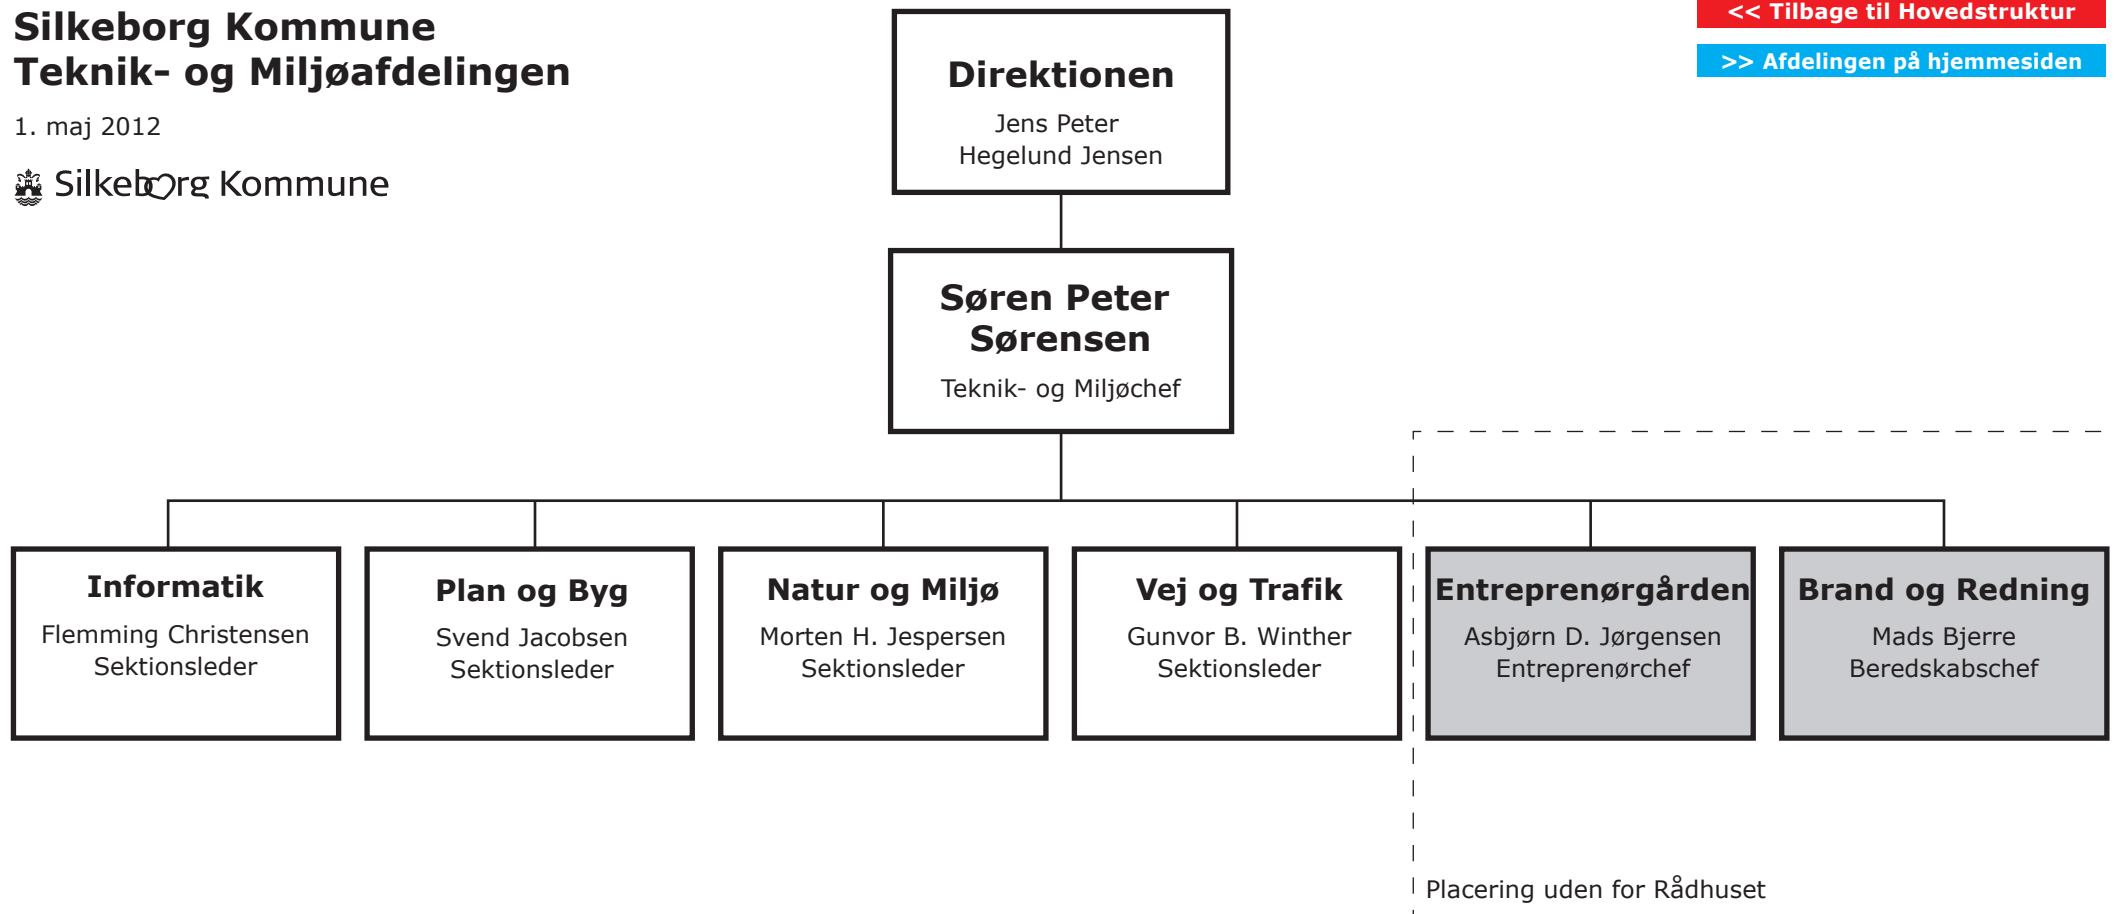 Silkeborg Kommune
Teknik- og Miljøafdelingen
1. maj 2012
Silkeborg Kommune
<< Tilbage til Hovedstruktur
>> Afdelingen på hjemmesiden
Direktionen
Jens Peter
Hegelund Jensen
Søren Peter
Sørensen
Teknik- og Miljøchef
Informatik
Flemming Christensen
Sektionsleder
Plan og Byg
Svend Jacobsen
Sektionsleder
Natur og Miljø
Morten H. Jespersen
Sektionsleder
Vej og Trafik
Gunvor B. Winther
Sektionsleder
Entreprenørgården
Asbjørn D. Jørgensen
Entreprenørchef
Brand og Redning
Mads Bjerre
Beredskabschef
Placering uden for Rådhuset